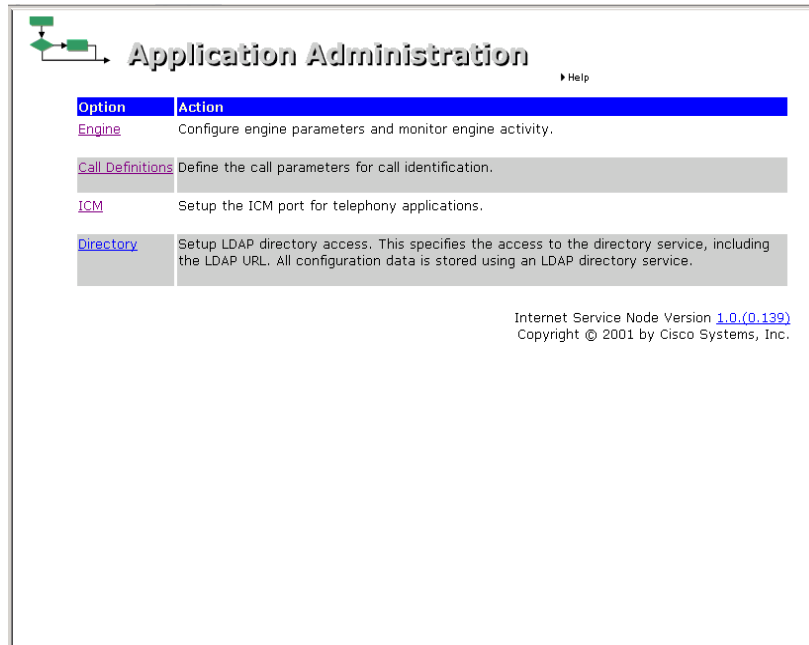 Application Administration
Help
Option Action
Engine Configure engine parameters and monitor engine activity.
Call Definitions Define the call parameters for call identification.
ICM Setup the ICM port for telephony applications.
Directory Setup LDAP directory access. This specifies the access to the directory service, including
the LDAP URL. All configuration data is stored using an LDAP directory service.
Internet Service Node Version 1.0.(0.139)
Copyright © 2001 by Cisco Systems, Inc.